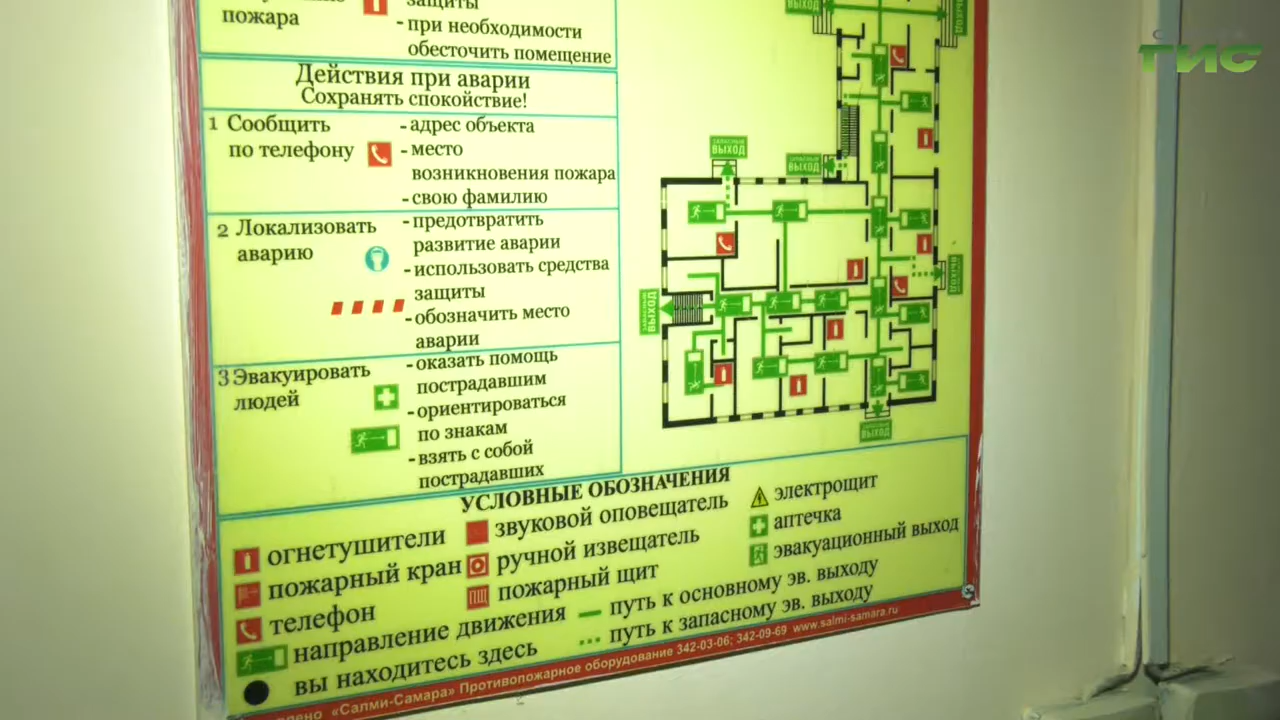 пожара
защиты
- при необходимости
обесточить помещение
Действия при аварии
Сохранять спокойствие!
1 Сообщить
по телефону
- адрес объекта
- место
возникновения пожара
- свою фамилию
2 Локализовать
аварию
- предотвратить
развитие аварии
- использовать средства
защиты
- обозначить место
аварии
3 Эвакуировать
людей
- оказать помощь
пострадавшим
- ориентироваться
по знакам
- взять с собой
пострадавших
ВЫХОД
ЗАПАСНЫЙ
ВЫХОД
ЗАПАСНЫЙ
ВЫХОД
ЗАПАСНЫЙ
ВЫХОД
ВЫХОД
ВЫХОД
УСЛОВНЫЕ ОБОЗНАЧЕНИЯ
огнетушители
пожарный кран
телефон
направление движения
вы находитесь здесь
звуковой оповещатель
ручной извещатель
пожарный щит
электрощит
аптечка
эвакуационный выход
путь к основному эв. выходу
путь к запасному эв. выходу
«Салми-Самара» Противопожарное оборудование 342-03-06; 342-09-69 www.salmi-samara.ru
ТИС